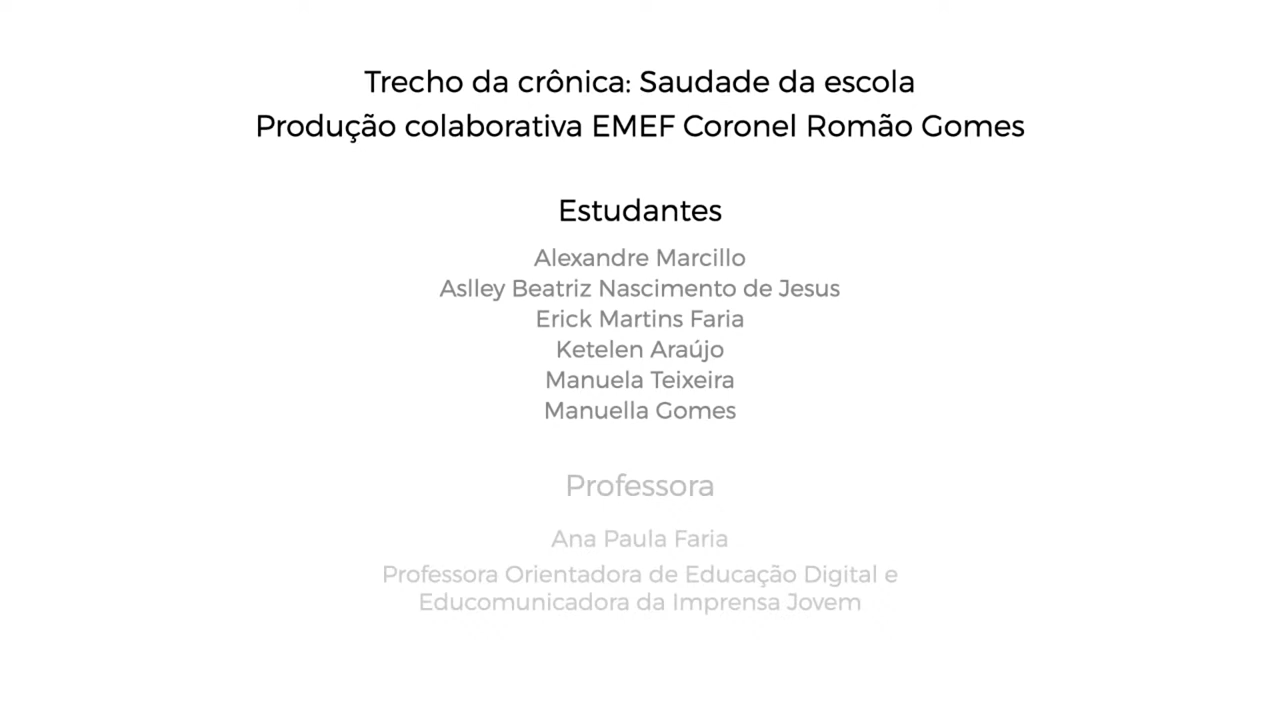 Trecho da crônica: Saudade da escola
Produção colaborativa EMEF Coronel Romão Gomes
Estudantes
Alexandre Marcillo
Aslley Beatriz Nascimento de Jesus
Erick Martins Faria
Ketelen Araújo
Manuela Teixeira
Manuella Gomes
Professora
Ana Paula Faria
Professora Orientadora de Educação Digital e
Educomunicadora da Imprensa Jovem